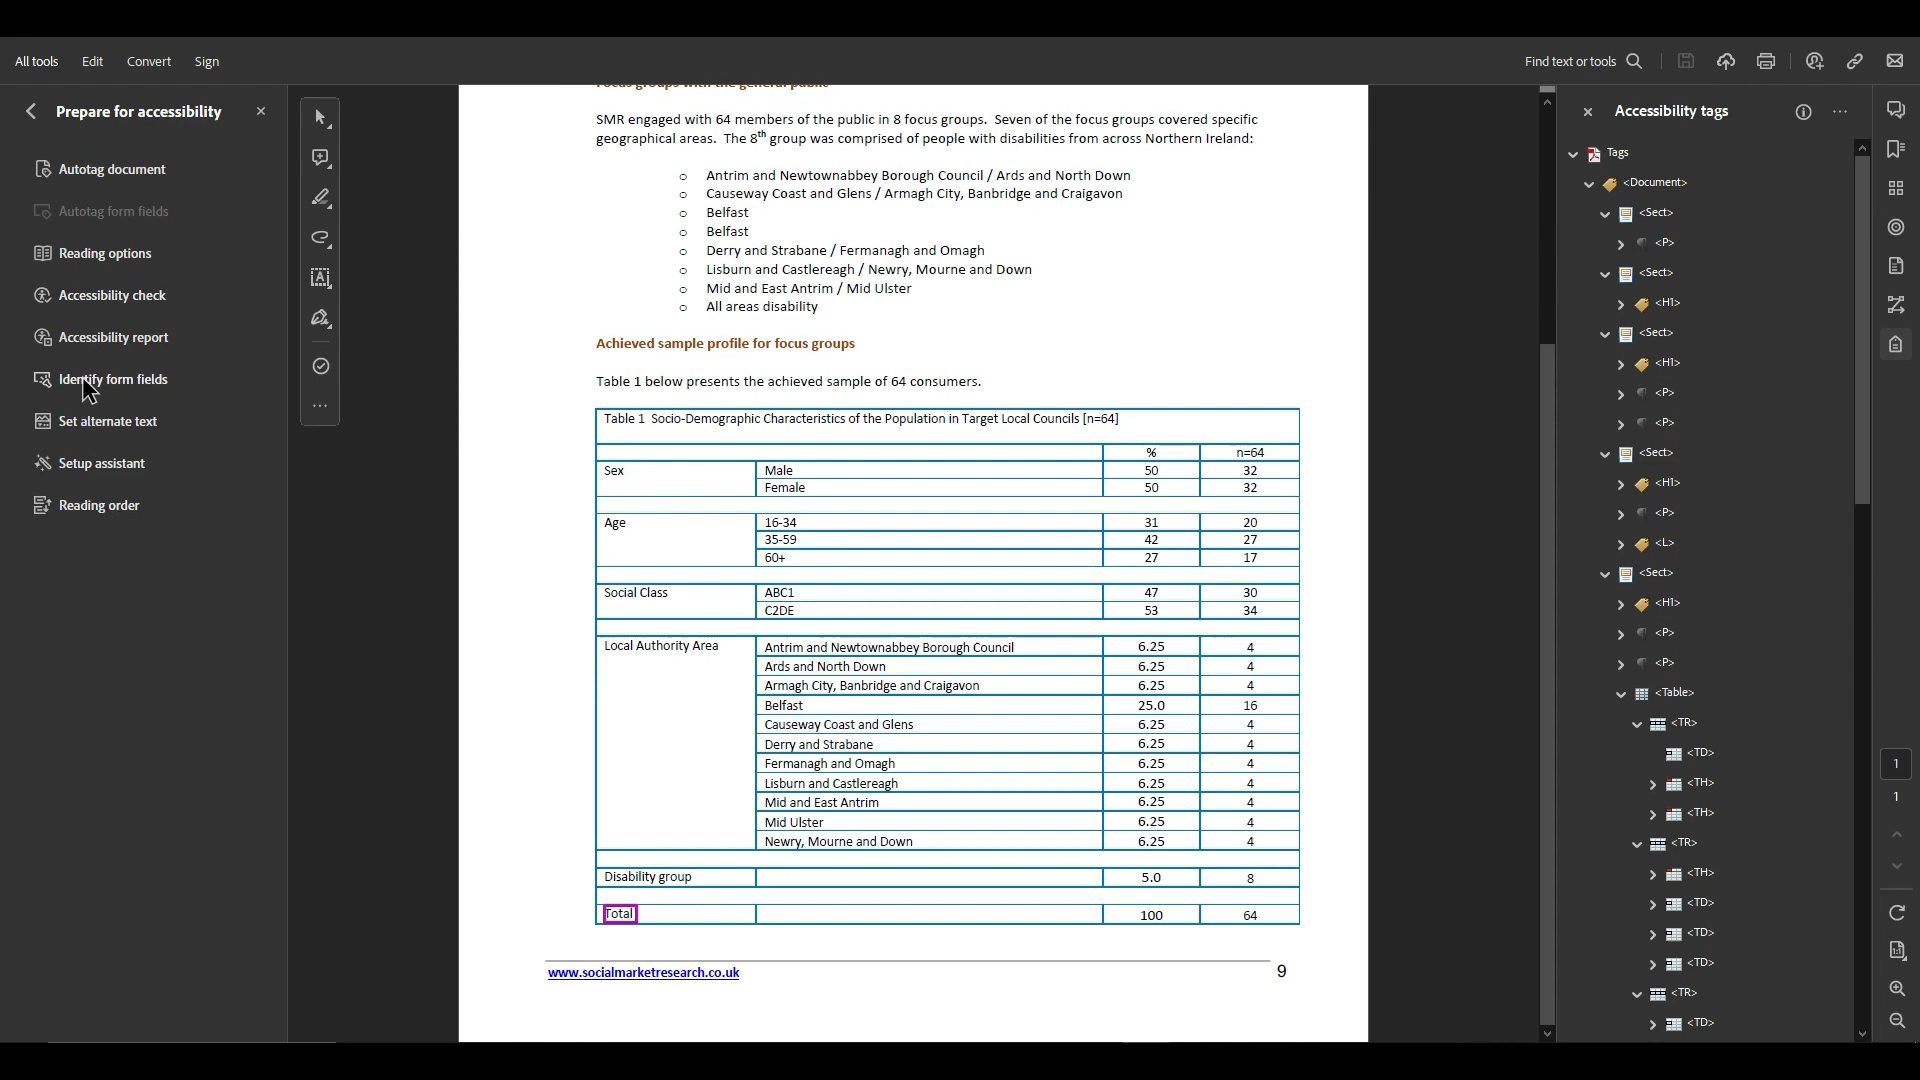 All tools
Edit
Convert
Sign
Find text or tools
Prepare for accessibility
Autotag document
Autotag form fields
Reading options
Accessibility check
Accessibility report
Identify form fields
Set alternate text
Setup assistant
Reading order
Focus groups with the general public
SMR engaged with 64 members of the public in 8 focus groups. Seven of the focus groups covered specific
geographical areas. The 8th group was comprised of people with disabilities from across Northern Ireland:
o Antrim and Newtownabbey Borough Council / Ards and North Down
o Causeway Coast and Glens / Armagh City, Banbridge and Craigavon
o Belfast
o Belfast
o Derry and Strabane / Fermanagh and Omagh
o Lisburn and Castlereagh / Newry, Mourne and Down
o Mid and East Antrim / Mid Ulster
o All areas disability
Achieved sample profile for focus groups
Table 1 below presents the achieved sample of 64 consumers.
Table 1 Socio-Demographic Characteristics of the Population in Target Local Councils [n=64]
% n=64
Sex Male 50 32
Female 50 32
Age 16-34 31 20
35-59 42 27
60+ 27 17
Social Class ABC1 47 30
C2DE 53 34
Local Authority Area Antrim and Newtownabbey Borough Council 6.25 4
Ards and North Down 6.25 4
Armagh City, Banbridge and Craigavon 6.25 4
Belfast 25.0 16
Causeway Coast and Glens 6.25 4
Derry and Strabane 6.25 4
Fermanagh and Omagh 6.25 4
Lisburn and Castlereagh 6.25 4
Mid and East Antrim 6.25 4
Mid Ulster 6.25 4
Newry, Mourne and Down 6.25 4
Disability group 5.0 8
Total 100 64
www.socialmarketresearch.co.uk 9
Accessibility tags
Tags
<Document>
<Sect>
<P>
<Sect>
<H1>
<Sect>
<H1>
<P>
<P>
<Sect>
<H1>
<P>
<L>
<Sect>
<H1>
<P>
<P>
<Table>
<TR>
<TD>
<TH>
<TH>
<TR>
<TH>
<TD>
<TD>
<TD>
<TR>
<TD>
1
1